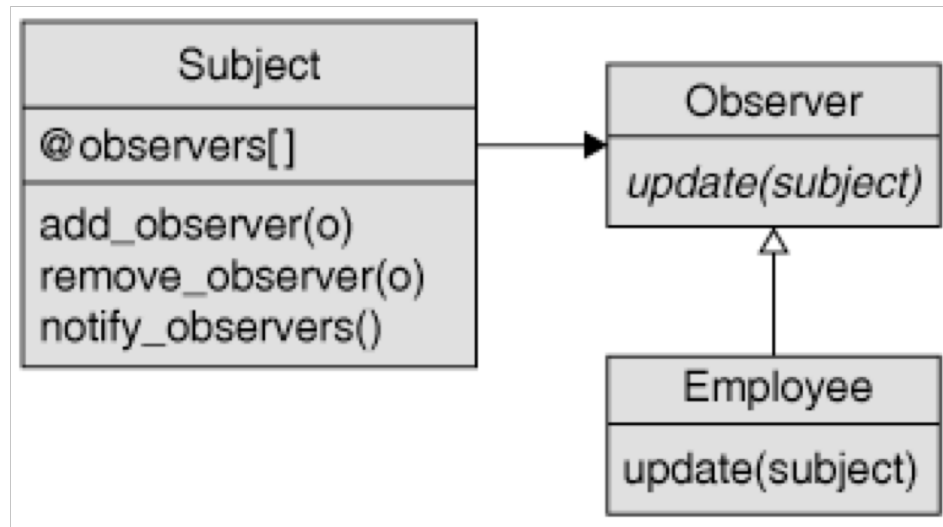 Subject
@observers[]
add_observer(o)
remove_observer(o)
notify_observers()
Observer
update(subject)
Employee
update(subject)